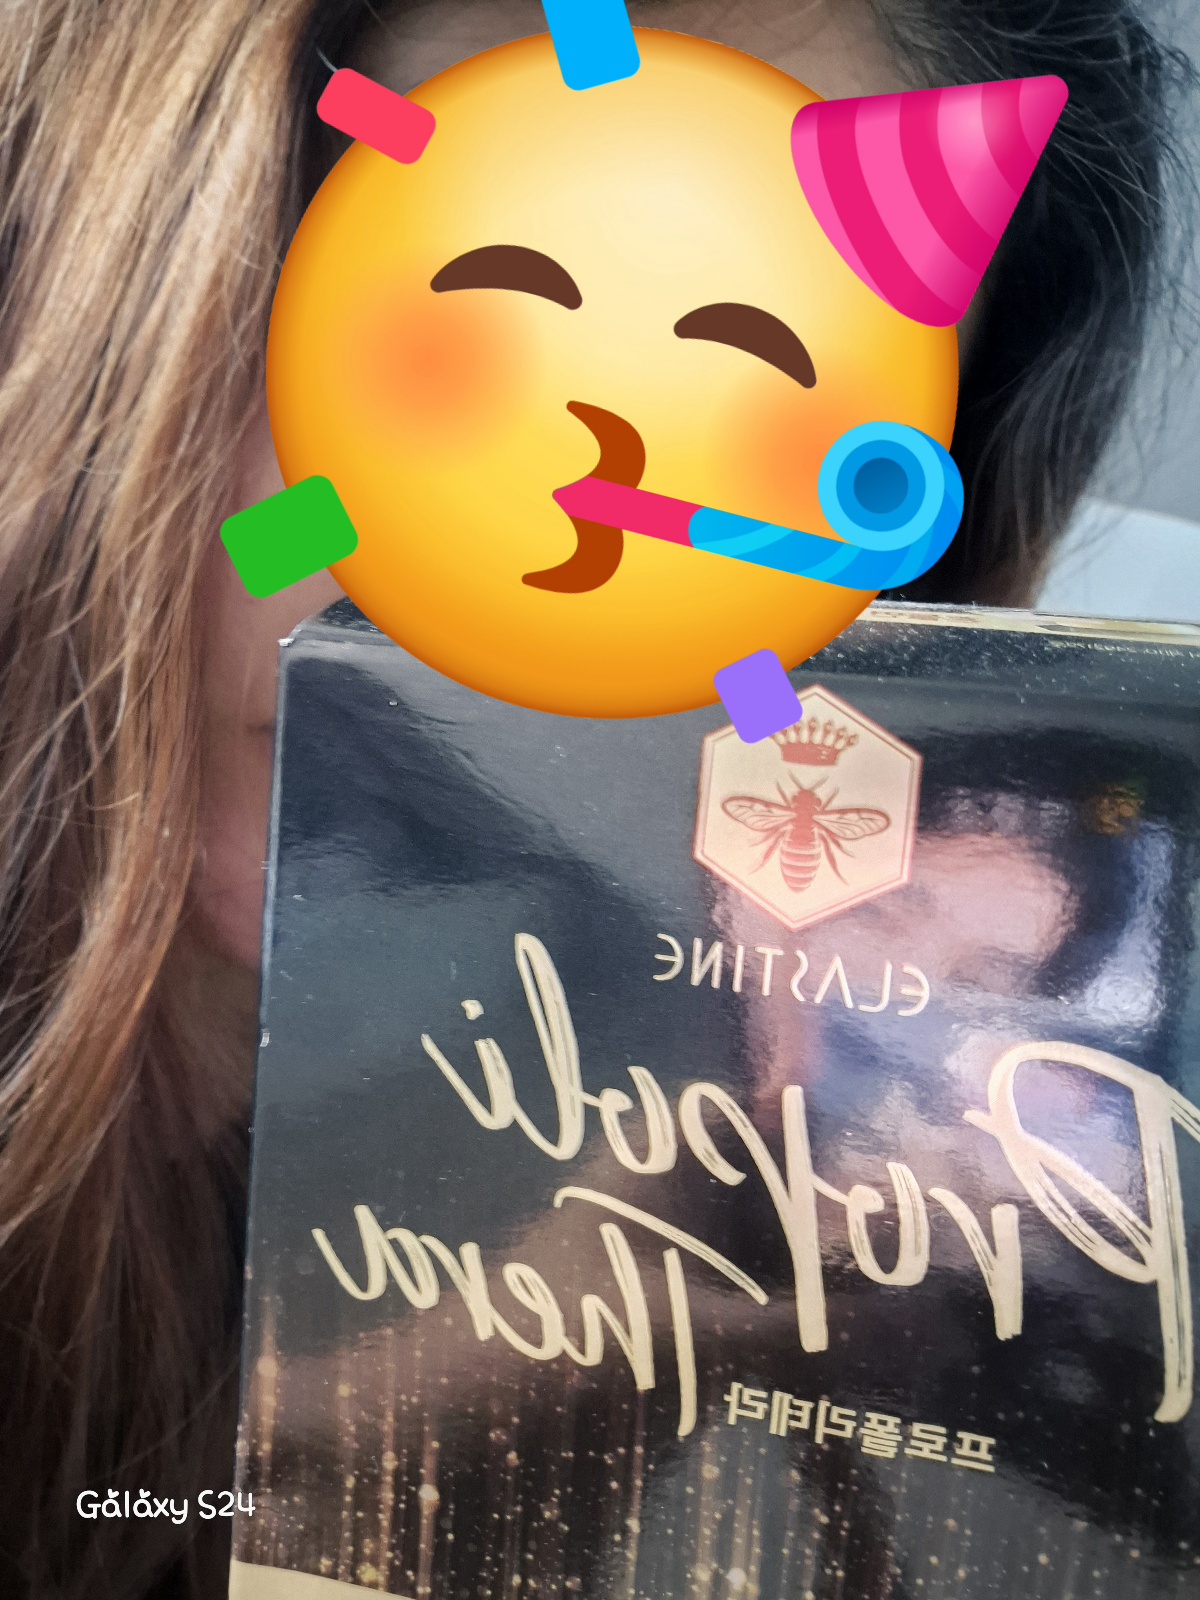 ELASTINE
Propoli
Thera
프로폴리테라
Galaxy S24